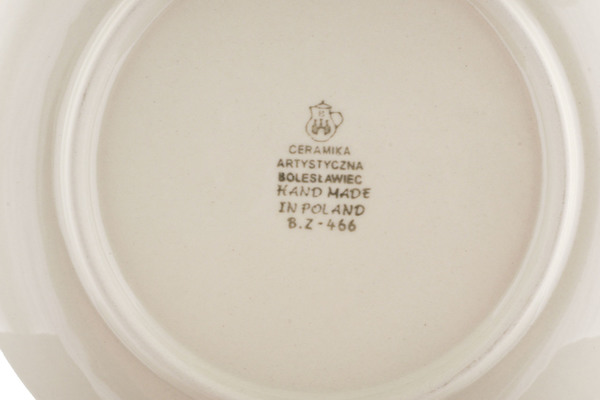 CERAMIKA
ARTYSTYCZNA
BOLESŁAWIEC
HAND MADE
IN POLAND
B.Z-466